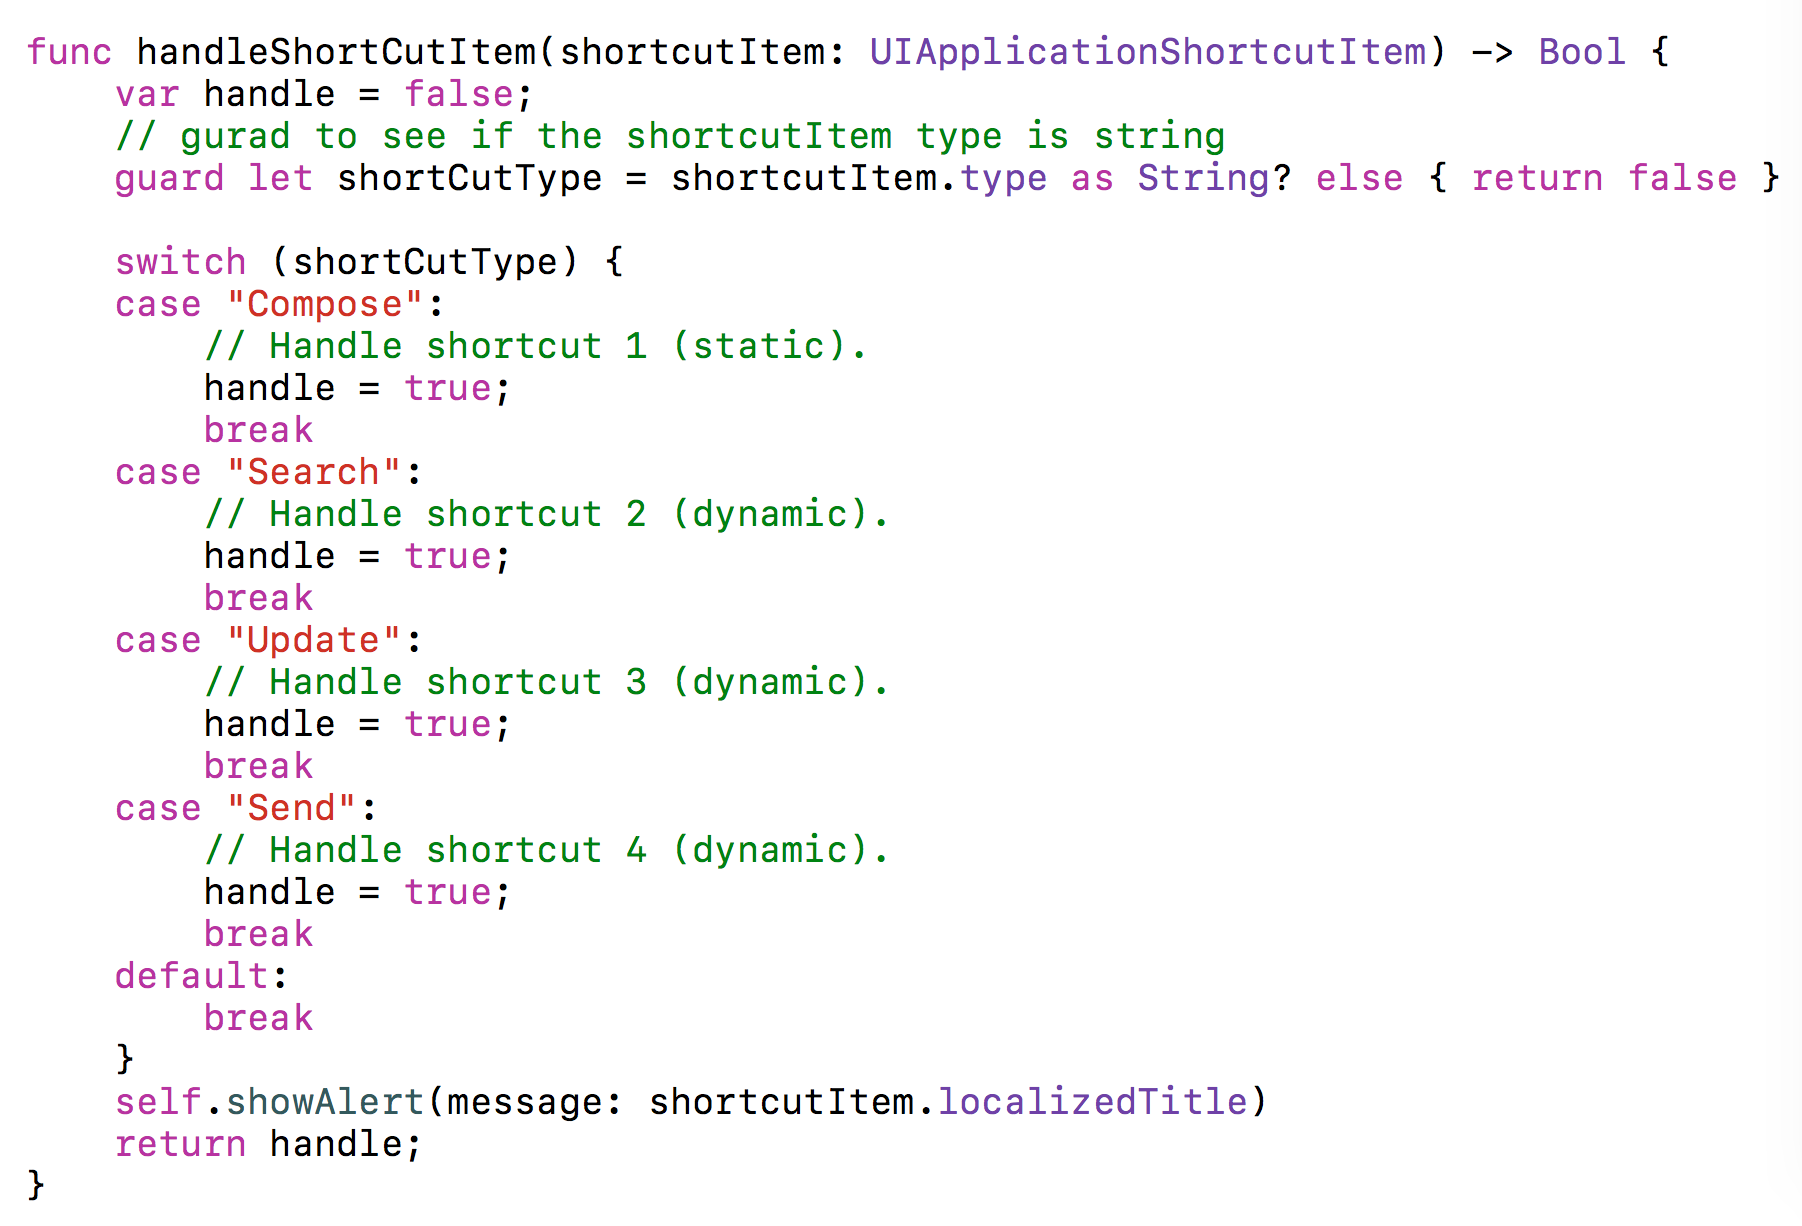 func handleShortCutItem(shortcutItem: UIApplicationShortcutItem) -> Bool {
    var handle = false;
    // gurad to see if the shortcutItem type is string
    guard let shortCutType = shortcutItem.type as String? else { return false }

    switch (shortCutType) {
    case "Compose":
        // Handle shortcut 1 (static).
        handle = true;
        break
    case "Search":
        // Handle shortcut 2 (dynamic).
        handle = true;
        break
    case "Update":
        // Handle shortcut 3 (dynamic).
        handle = true;
        break
    case "Send":
        // Handle shortcut 4 (dynamic).
        handle = true;
        break
    default:
        break
    }
    self.showAlert(message: shortcutItem.localizedTitle)
    return handle;
}